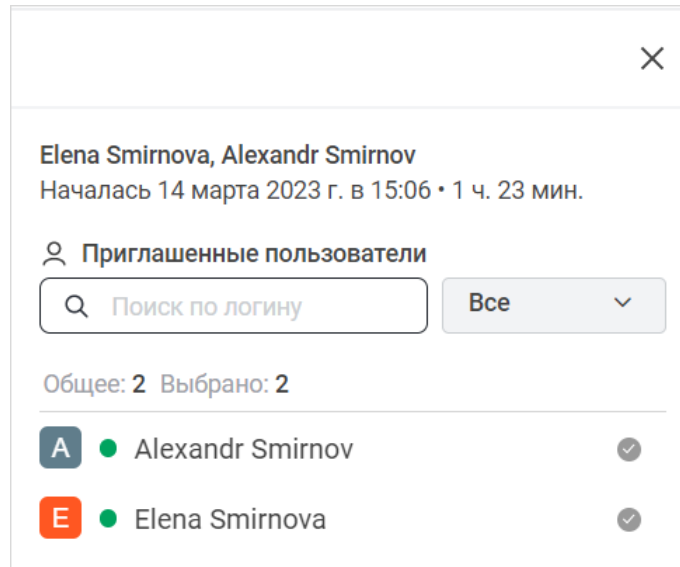 Elena Smirnova, Alexandr Smirnov
Началась 14 марта 2023 г. в 15:06 • 1 ч. 23 мин.
Приглашенные пользователи
Поиск по логину Все
Общее: 2 Выбрано: 2
A Alexandr Smirnov
E Elena Smirnova